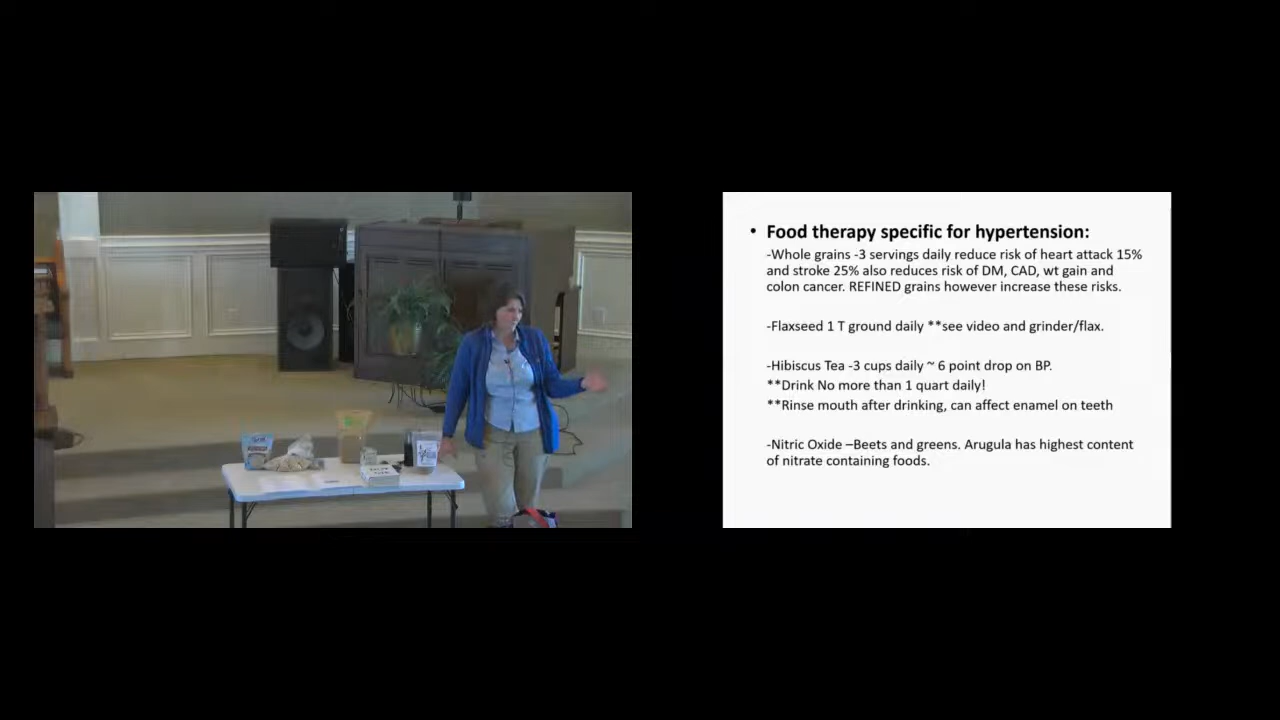 • Food therapy specific for hypertension:
-Whole grains -3 servings daily reduce risk of heart attack 15%
and stroke 25% also reduces risk of DM, CAD, wt gain and
colon cancer. REFINED grains however increase these risks.
-Flaxseed 1 T ground daily **see video and grinder/flax.
-Hibiscus Tea -3 cups daily ~ 6 point drop on BP.
**Drink No more than 1 quart daily!
**Rinse mouth after drinking, can affect enamel on teeth
-Nitric Oxide –Beets and greens. Arugula has highest content
of nitrate containing foods.